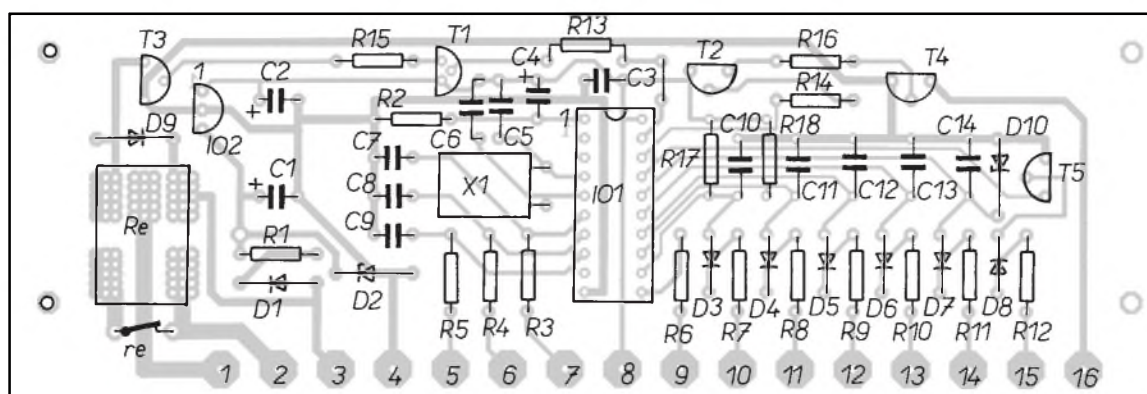 T3 R15 T1 R13 T2 R16 T4
1 C2 C4 C3 R14
D9 IO2 R2 C6 C5 1 C10 R18 C14 D10
C7 R17 T5
C1 C8 X1 IO1 C11 C12 C13
Re C9
R1
D1 D2 R5 R4 R3 R6 D3 R7 D4 R8 D5 R9 D6 R10 D7 R11 D8 R12
re
1 2 3 4 5 6 7 8 9 10 11 12 13 14 15 16